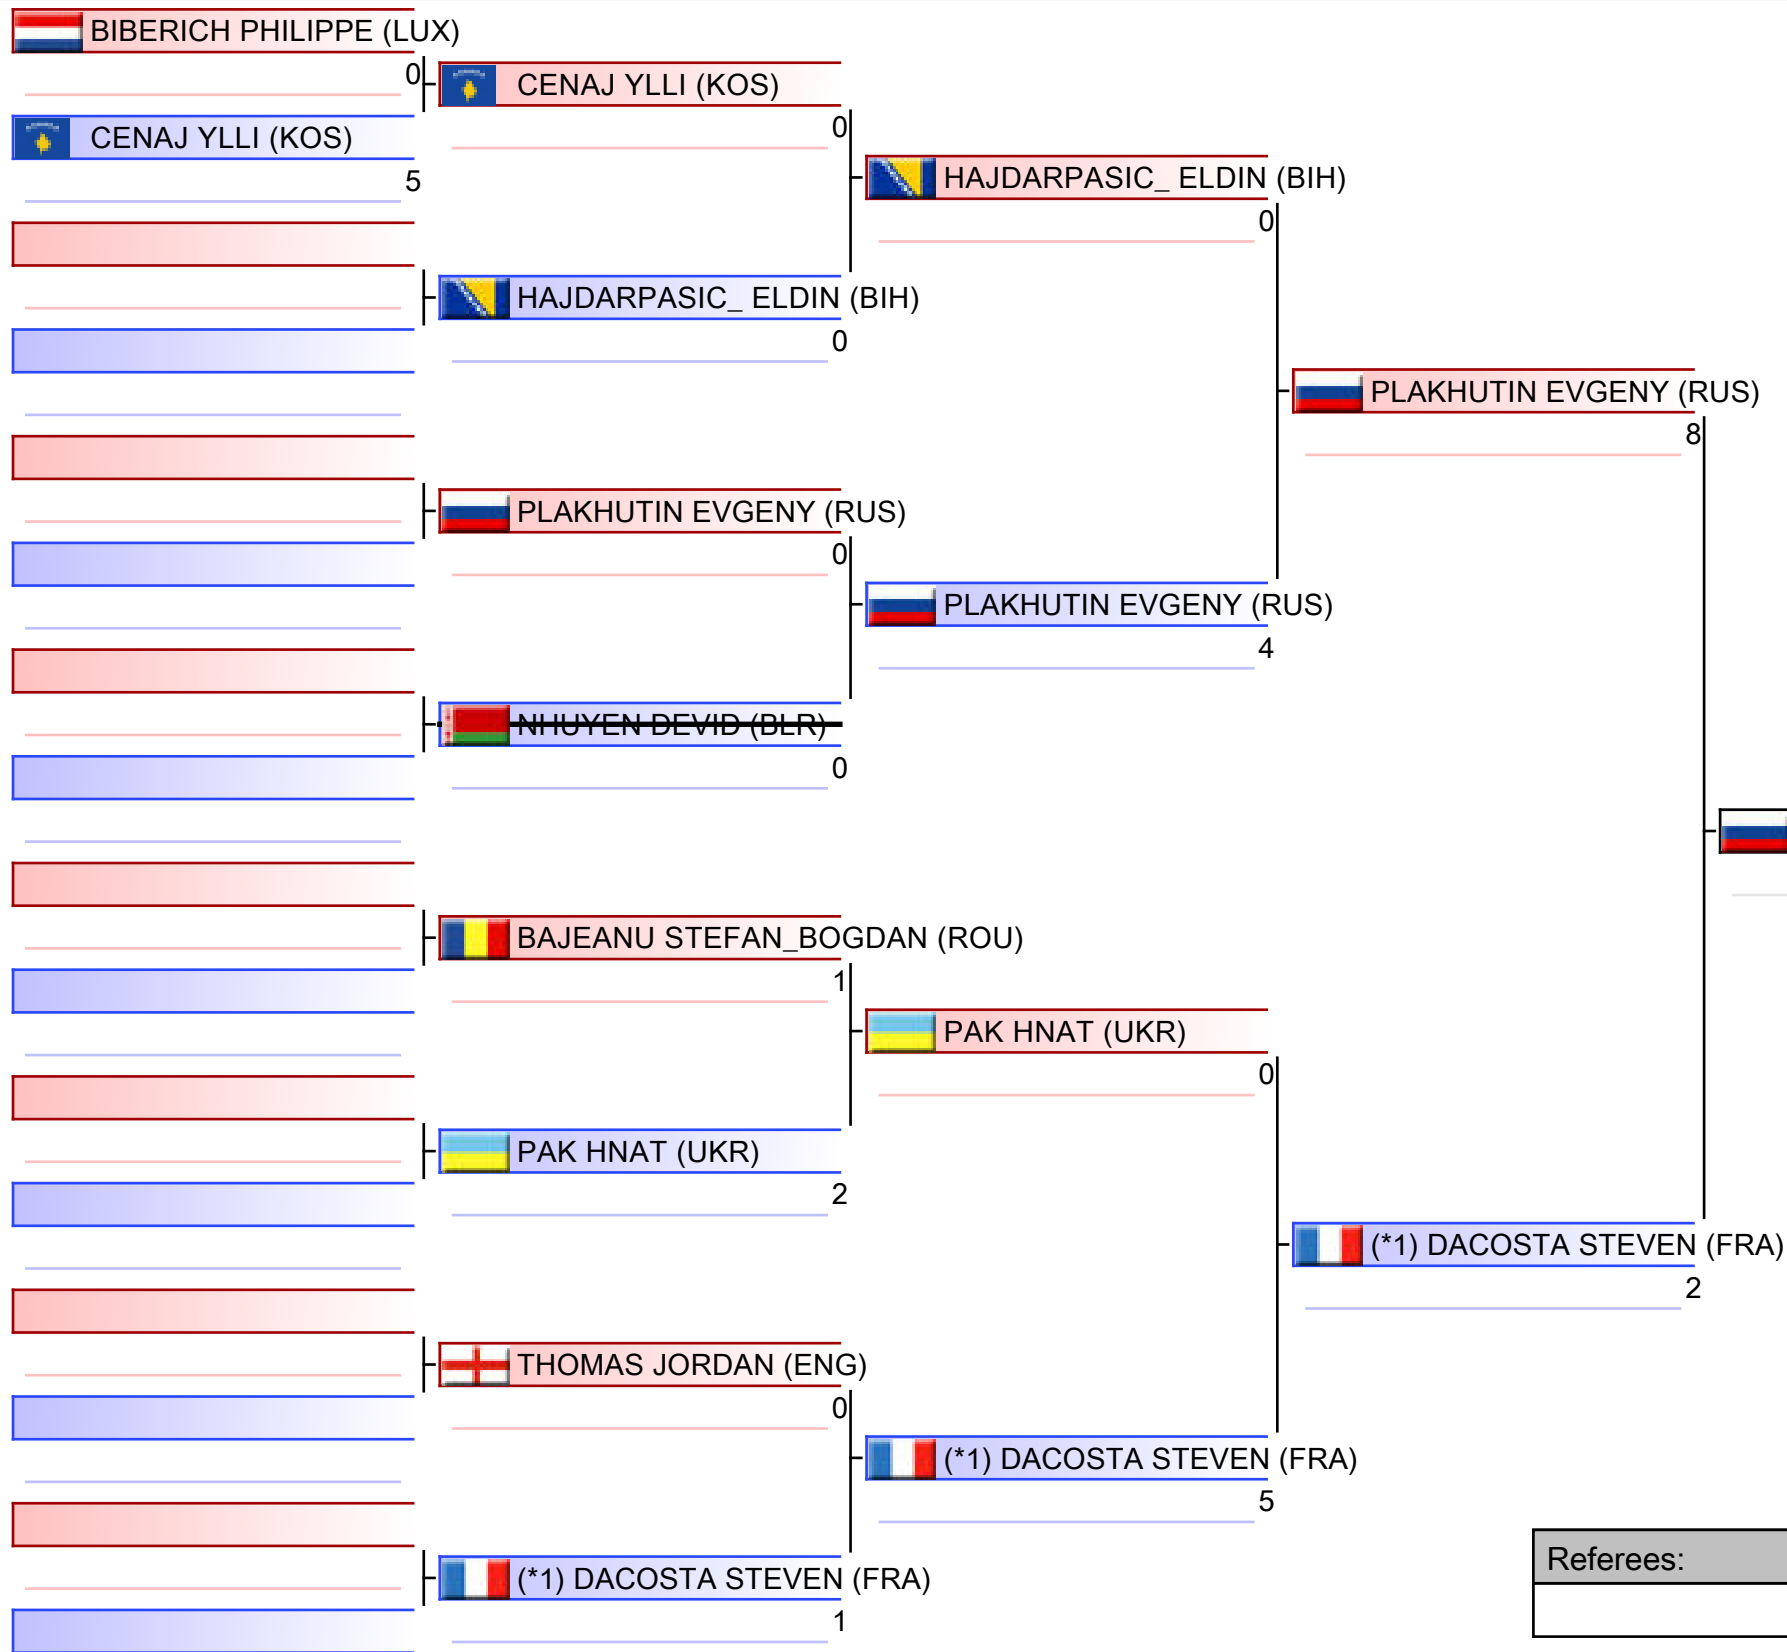 BIBERICH PHILIPPE (LUX)
0
CENAJ YLLI (KOS)
5
CENAJ YLLI (KOS)
0
HAJDARPASIC_ ELDIN (BIH)
0
PLAKHUTIN EVGENY (RUS)
0
NHUYEN DEVID (BLR)
0
BAJEANU STEFAN_BOGDAN (ROU)
1
PAK HNAT (UKR)
2
THOMAS JORDAN (ENG)
0
(*1) DACOSTA STEVEN (FRA)
1
HAJDARPASIC_ ELDIN (BIH)
0
PLAKHUTIN EVGENY (RUS)
4
PAK HNAT (UKR)
0
(*1) DACOSTA STEVEN (FRA)
5
PLAKHUTIN EVGENY (RUS)
8
(*1) DACOSTA STEVEN (FRA)
2
Referees: